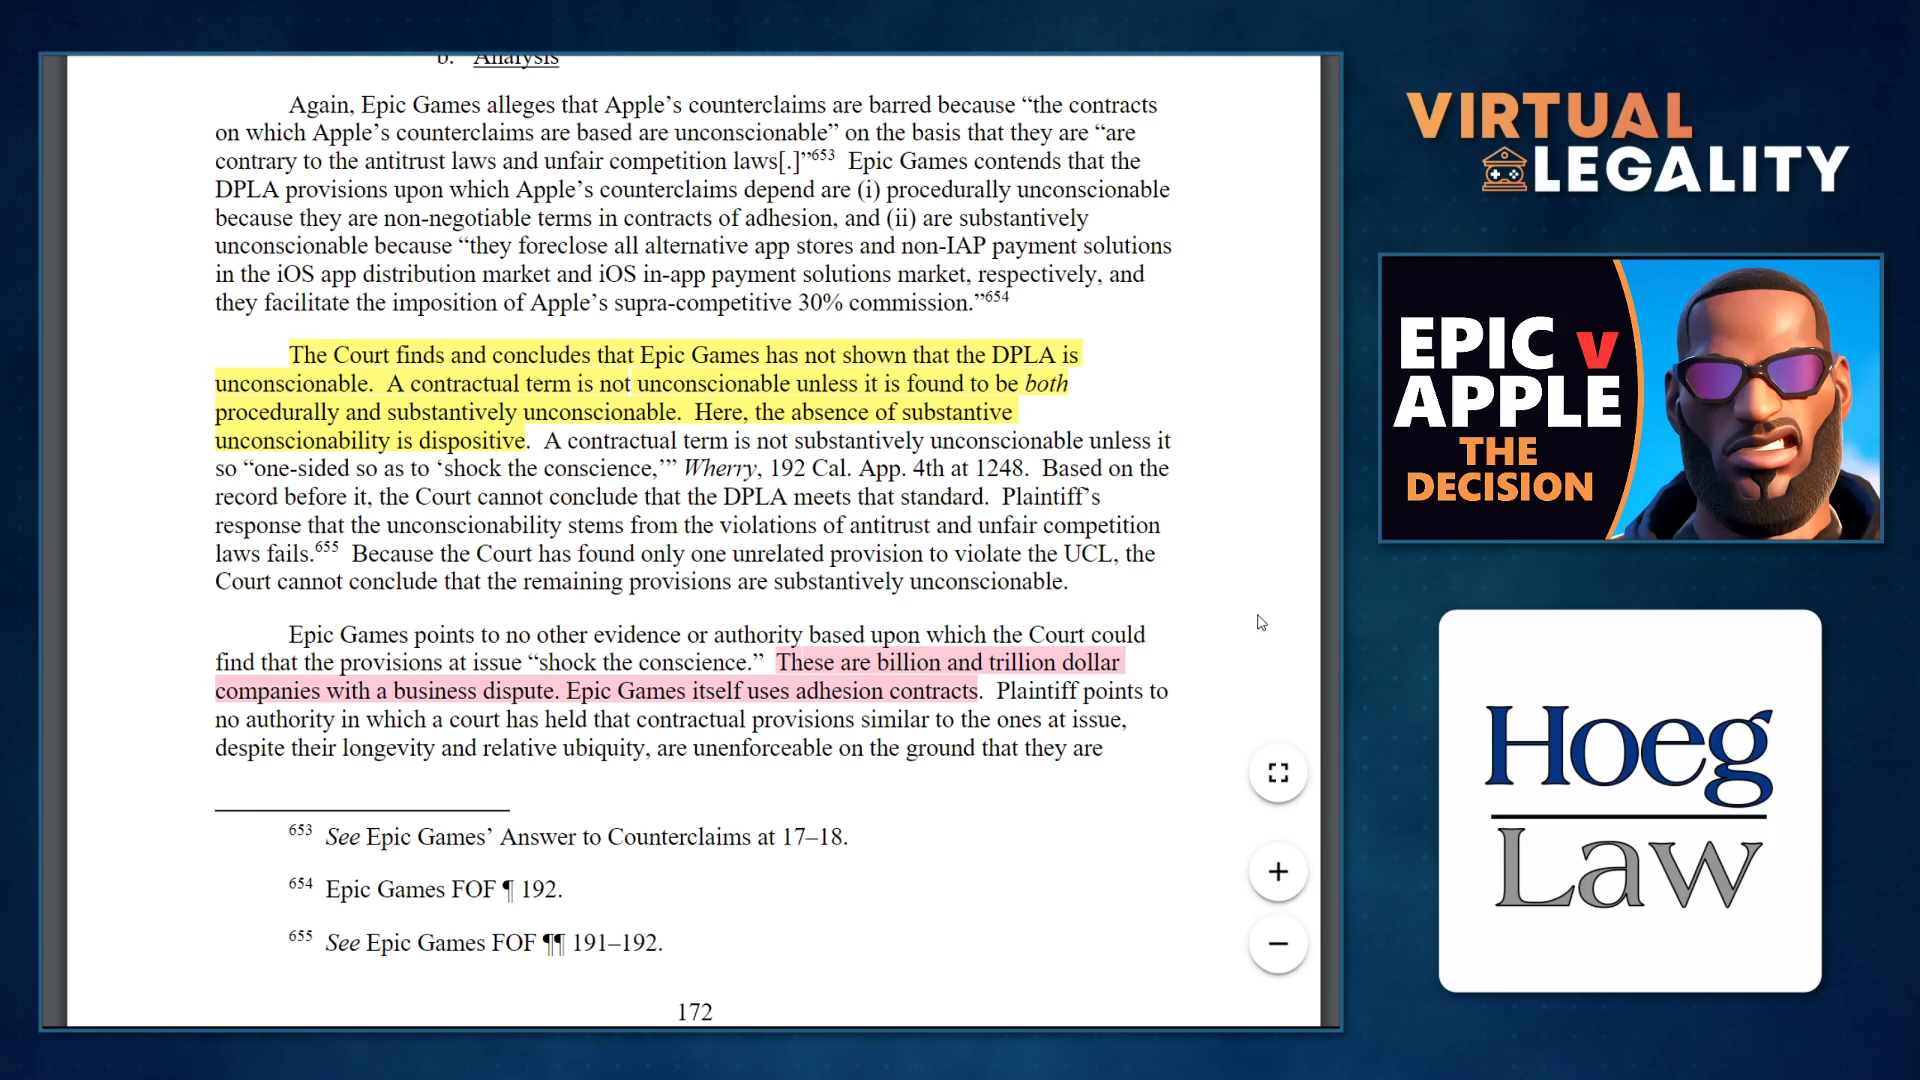 b. Analysis
Again, Epic Games alleges that Apple’s counterclaims are barred because “the contracts
on which Apple’s counterclaims are based are unconscionable” on the basis that they are “are
contrary to the antitrust laws and unfair competition laws[.]”653 Epic Games contends that the
DPLA provisions upon which Apple’s counterclaims depend are (i) procedurally unconscionable
because they are non-negotiable terms in contracts of adhesion, and (ii) are substantively
unconscionable because “they foreclose all alternative app stores and non-IAP payment solutions
in the iOS app distribution market and iOS in-app payment solutions market, respectively, and
they facilitate the imposition of Apple’s supra-competitive 30% commission.”654
The Court finds and concludes that Epic Games has not shown that the DPLA is
unconscionable. A contractual term is not unconscionable unless it is found to be both
procedurally and substantively unconscionable. Here, the absence of substantive
unconscionability is dispositive. A contractual term is not substantively unconscionable unless it
so “one-sided so as to ‘shock the conscience,’” Wherry, 192 Cal. App. 4th at 1248. Based on the
record before it, the Court cannot conclude that the DPLA meets that standard. Plaintiff’s
response that the unconscionability stems from the violations of antitrust and unfair competition
laws fails.655 Because the Court has found only one unrelated provision to violate the UCL, the
Court cannot conclude that the remaining provisions are substantively unconscionable.
Epic Games points to no other evidence or authority based upon which the Court could
find that the provisions at issue “shock the conscience.” These are billion and trillion dollar
companies with a business dispute. Epic Games itself uses adhesion contracts. Plaintiff points to
no authority in which a court has held that contractual provisions similar to the ones at issue,
despite their longevity and relative ubiquity, are unenforceable on the ground that they are
653 See Epic Games’ Answer to Counterclaims at 17–18.
654 Epic Games FOF ¶ 192.
655 See Epic Games FOF ¶¶ 191–192.
172
VIRTUAL
LEGALITY
EPIC v
APPLE
THE
DECISION
Hoeg
Law